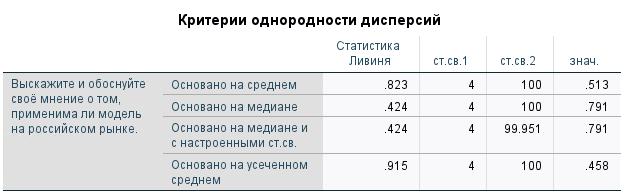 Критерии однородности дисперсий
Статистика
Ливиня ст.св.1 ст.св.2 знач.
Выскажите и обоснуйте
своё мнение о том,
применима ли модель
на российском рынке.
Основано на среднем .823 4 100 .513
Основано на медиане .424 4 100 .791
Основано на медиане и
с настроенными ст.св. .424 4 99.951 .791
Основано на усеченном
среднем .915 4 100 .458